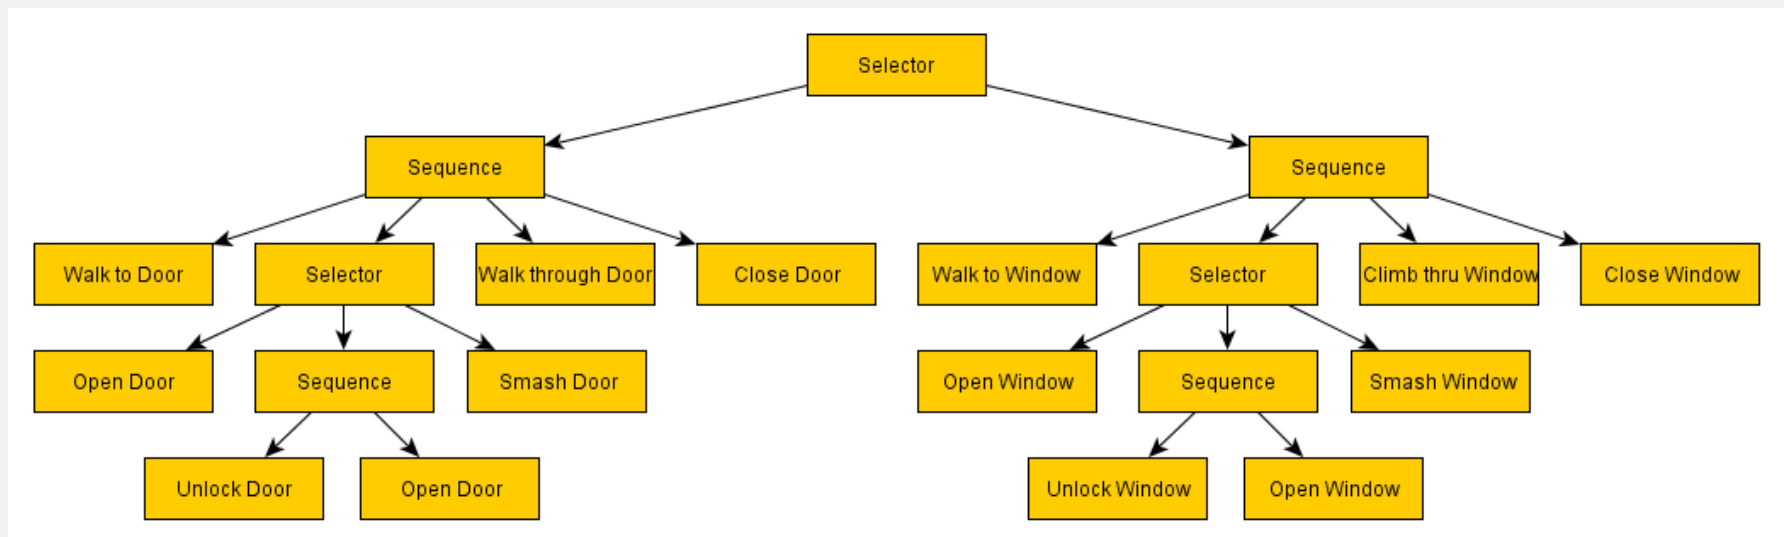 Selector
Sequence
Sequence
Walk to Door
Selector
Walk through Door
Close Door
Walk to Window
Selector
Climb thru Window
Close Window
Open Door
Sequence
Smash Door
Open Window
Sequence
Smash Window
Unlock Door
Open Door
Unlock Window
Open Window